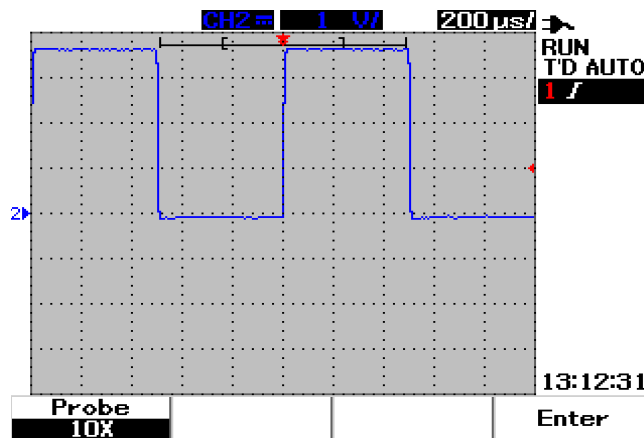 CH2 1 V/ 200µs/
RUN
T'D AUTO
1
2
13:12:31
Probe
10X
Enter